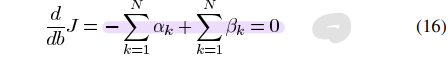 d/db J = − ∑_{k=1}^{N} α_k + ∑_{k=1}^{N} β_k = 0 (16)